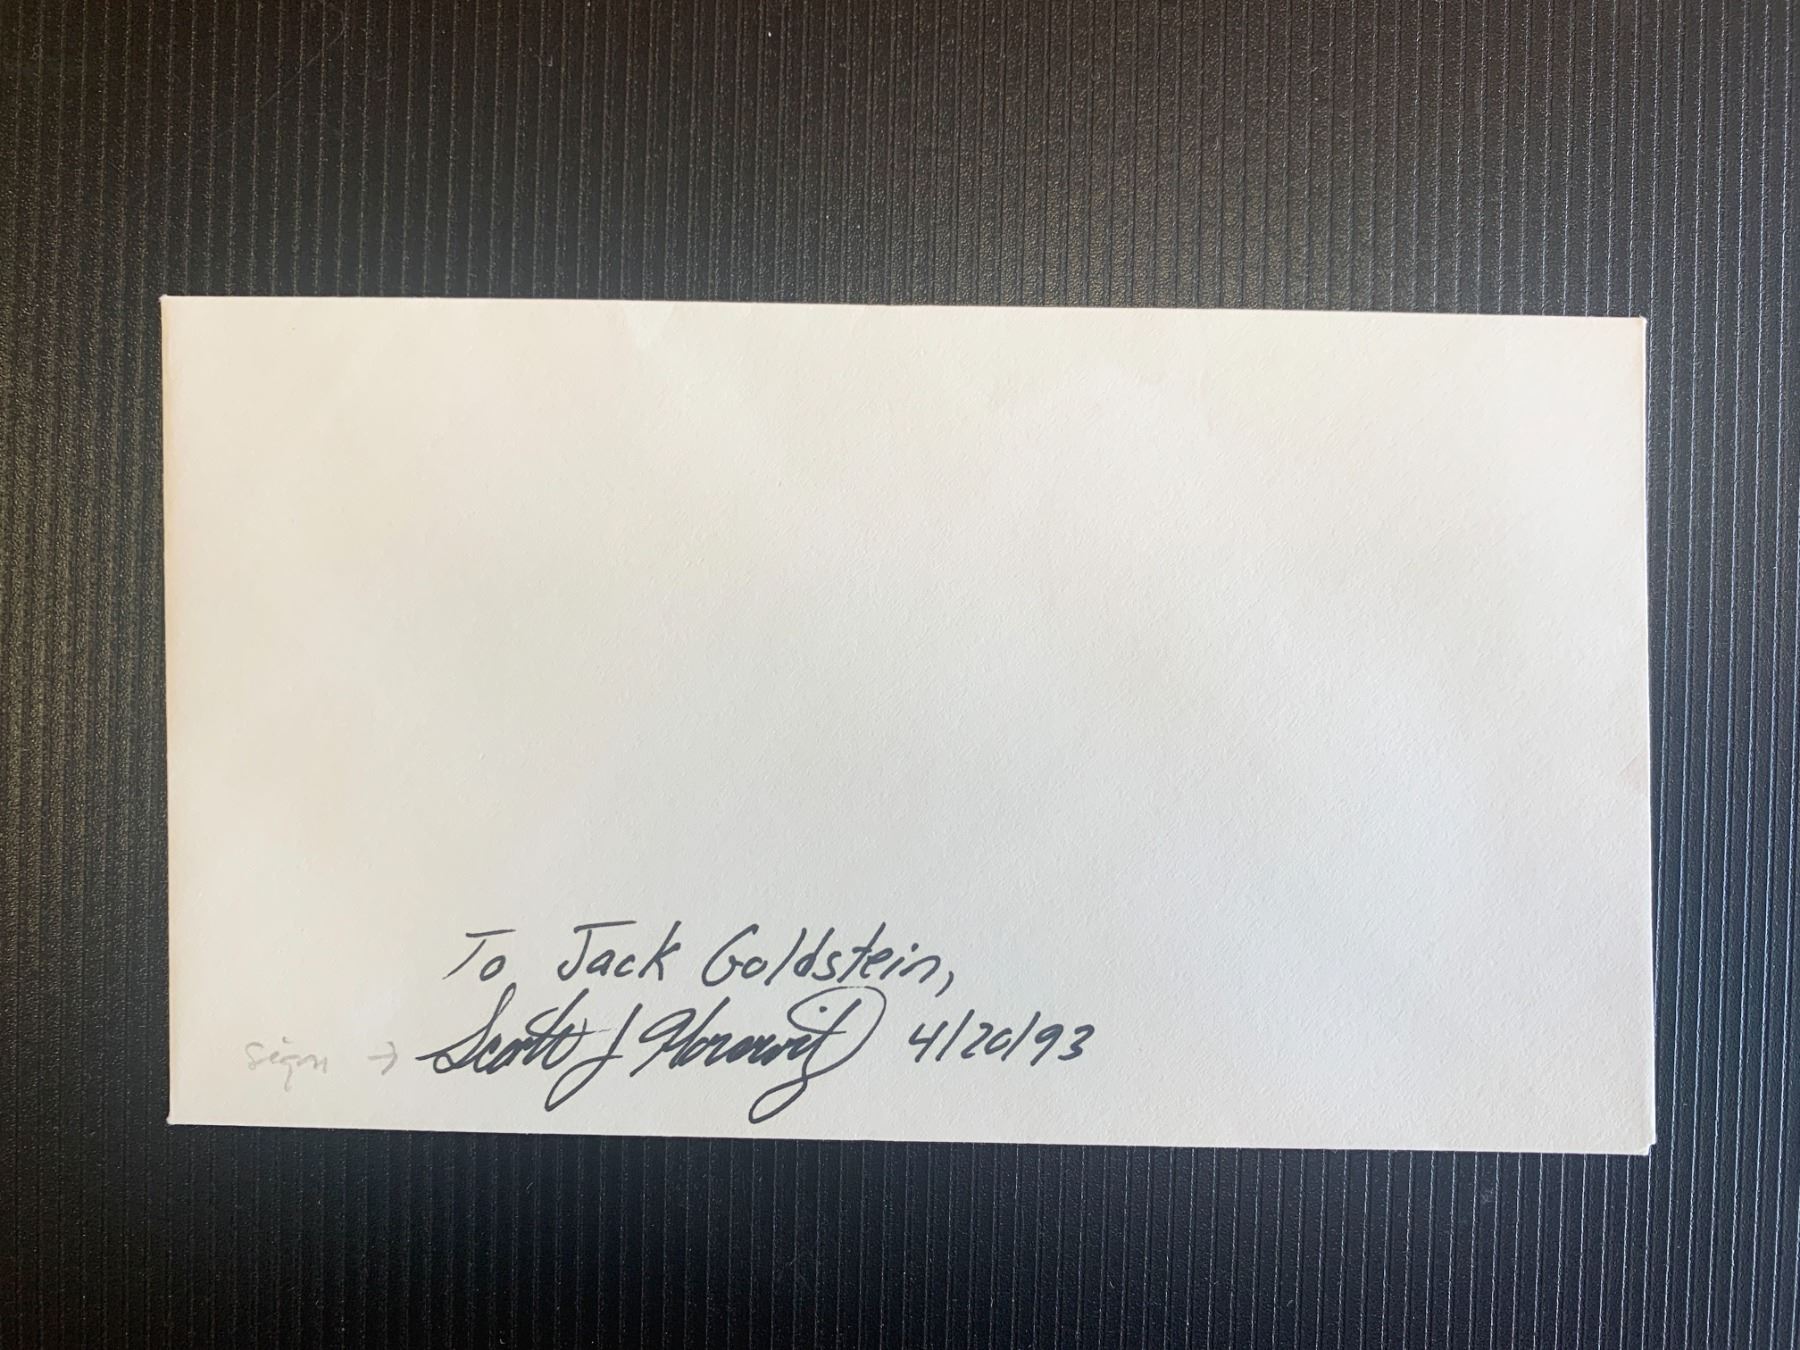 To Jack Goldstein,
sign → Scott J Horowitz 4/20/93